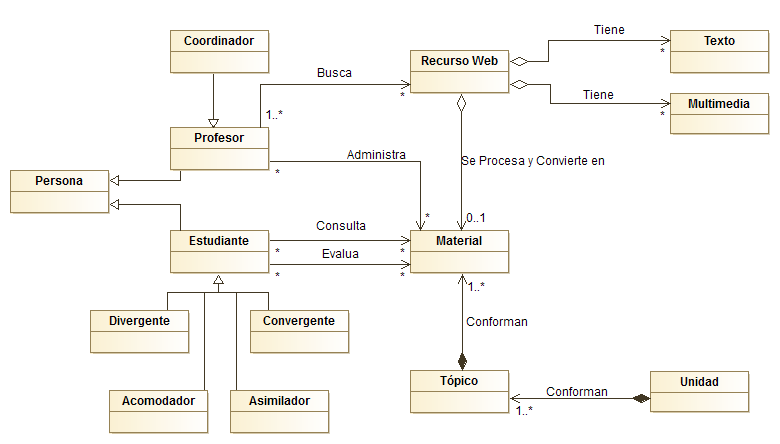 Coordinador
Recurso Web
Tiene
*
Texto
Busca
1..*
*
Tiene
*
Multimedia
Profesor
*
Administra
*
Se Procesa y Convierte en
0..1
Persona
Estudiante
Consulta
*
*
Evalua
*
*
Material
1..*
Conforman
Divergente
Convergente
Acomodador
Asimilador
Tópico
1..*
Conforman
Unidad